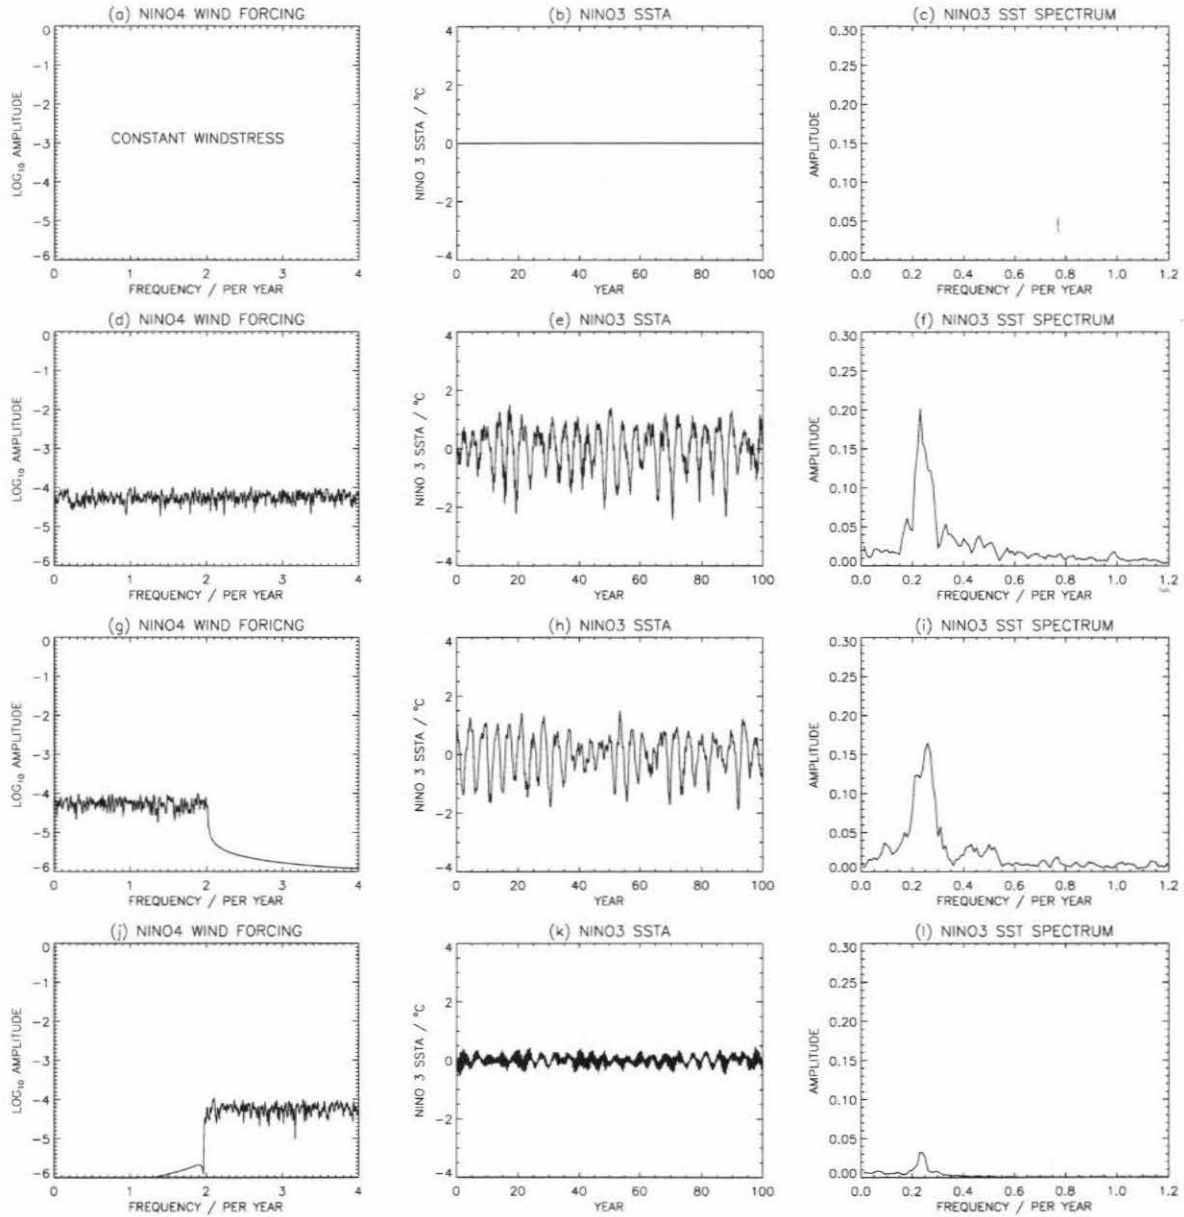 (a) NINO4 WIND FORCING
LOG10 AMPLITUDE
0
-1
-2
-3
-4
-5
-6
CONSTANT WINDSTRESS
0 1 2 3 4
FREQUENCY / PER YEAR
(b) NINO3 SSTA
NINO 3 SSTA / °C
4
2
0
-2
-4
0 20 40 60 80 100
YEAR
(c) NINO3 SST SPECTRUM
AMPLITUDE
0.30
0.25
0.20
0.15
0.10
0.05
0.00
0.0 0.2 0.4 0.6 0.8 1.0 1.2
FREQUENCY / PER YEAR
(d) NINO4 WIND FORCING
LOG10 AMPLITUDE
0
-1
-2
-3
-4
-5
-6
0 1 2 3 4
FREQUENCY / PER YEAR
(e) NINO3 SSTA
NINO 3 SSTA / °C
4
2
0
-2
-4
0 20 40 60 80 100
YEAR
(f) NINO3 SST SPECTRUM
AMPLITUDE
0.30
0.25
0.20
0.15
0.10
0.05
0.00
0.0 0.2 0.4 0.6 0.8 1.0 1.2
FREQUENCY / PER YEAR
(g) NINO4 WIND FORICNG
LOG10 AMPLITUDE
0
-1
-2
-3
-4
-5
-6
0 1 2 3 4
FREQUENCY / PER YEAR
(h) NINO3 SSTA
NINO 3 SSTA / °C
4
2
0
-2
-4
0 20 40 60 80 100
YEAR
(i) NINO3 SST SPECTRUM
AMPLITUDE
0.30
0.25
0.20
0.15
0.10
0.05
0.00
0.0 0.2 0.4 0.6 0.8 1.0 1.2
FREQUENCY / PER YEAR
(j) NINO4 WIND FORCING
LOG10 AMPLITUDE
0
-1
-2
-3
-4
-5
-6
0 1 2 3 4
FREQUENCY / PER YEAR
(k) NINO3 SSTA
NINO 3 SSTA / °C
4
2
0
-2
-4
0 20 40 60 80 100
YEAR
(l) NINO3 SST SPECTRUM
AMPLITUDE
0.30
0.25
0.20
0.15
0.10
0.05
0.00
0.0 0.2 0.4 0.6 0.8 1.0 1.2
FREQUENCY / PER YEAR